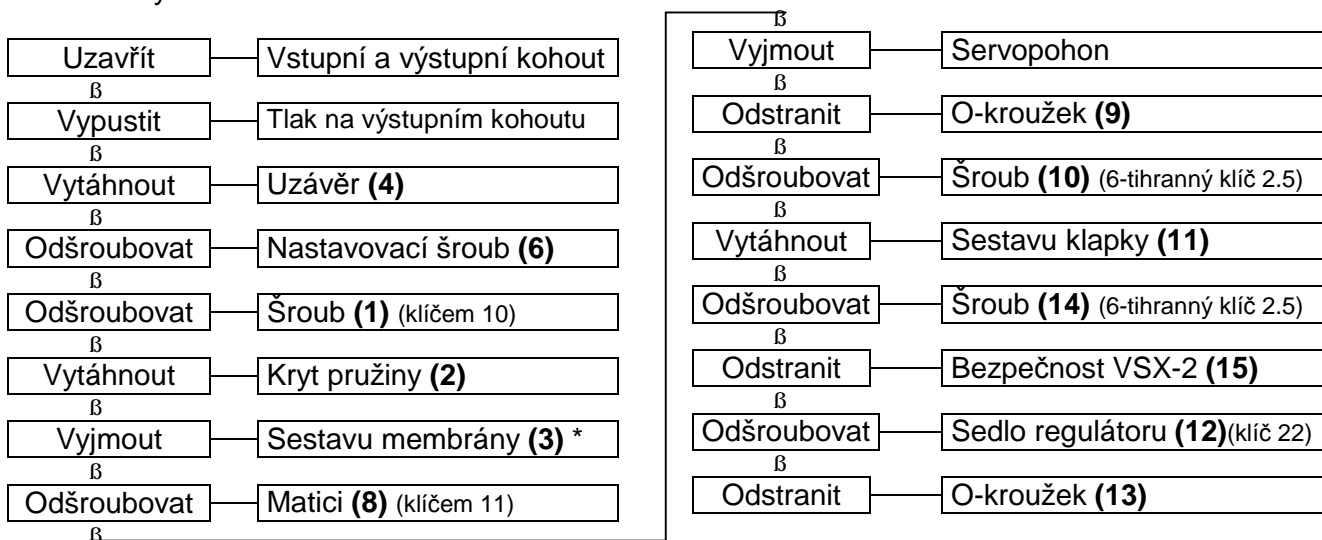 Uzavřít Vstupní a výstupní kohout
ß
Vypustit Tlak na výstupním kohoutu
ß
Vytáhnout Uzávěr (4)
ß
Odšroubovat Nastavovací šroub (6)
ß
Odšroubovat Šroub (1) (klíčem 10)
ß
Vytáhnout Kryt pružiny (2)
ß
Vyjmout Sestavu membrány (3) *
ß
Odšroubovat Matici (8) (klíčem 11)
ß
ß
Vyjmout Servopohon
ß
Odstranit O-kroužek (9)
ß
Odšroubovat Šroub (10) (6-tihranný klíč 2.5)
ß
Vytáhnout Sestavu klapky (11)
ß
Odšroubovat Šroub (14) (6-tihranný klíč 2.5)
ß
Odstranit Bezpečnost VSX-2 (15)
ß
Odšroubovat Sedlo regulátoru (12)(klíč 22)
ß
Odstranit O-kroužek (13)